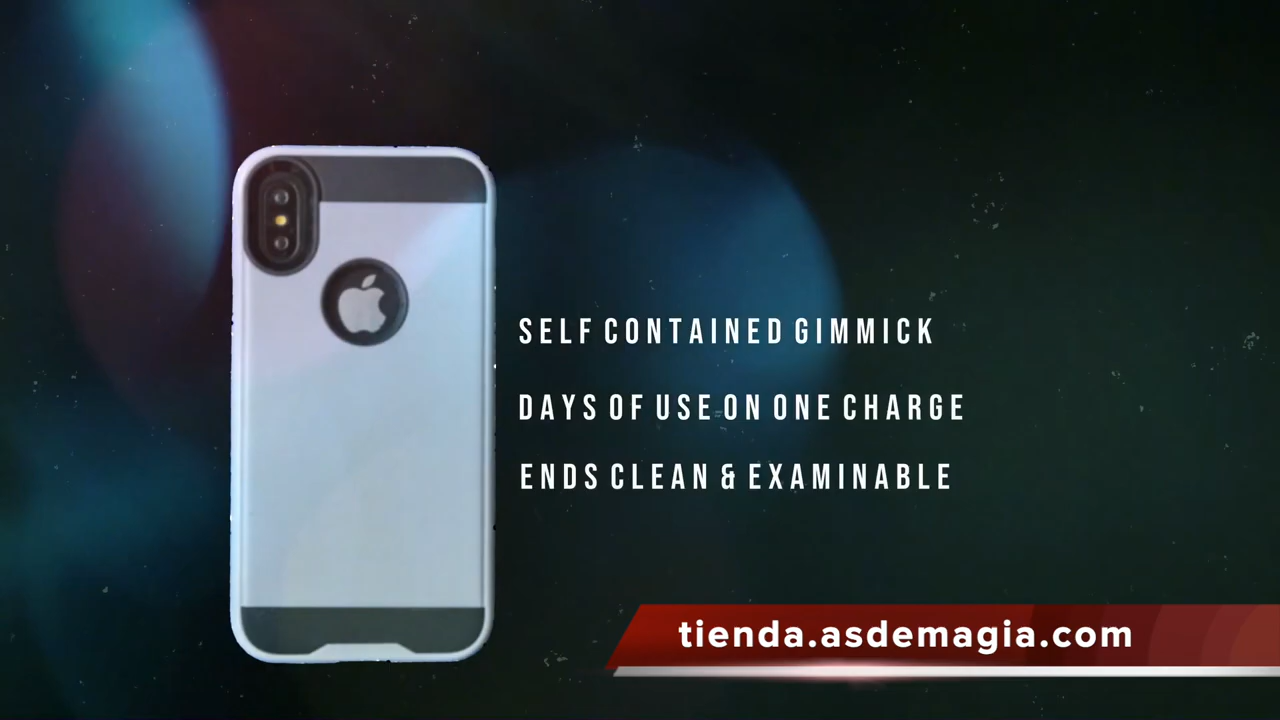 SELF CONTAINED GIMMICK
DAYS OF USE ON ONE CHARGE
ENDS CLEAN & EXAMINABLE
tienda.asdemagia.com